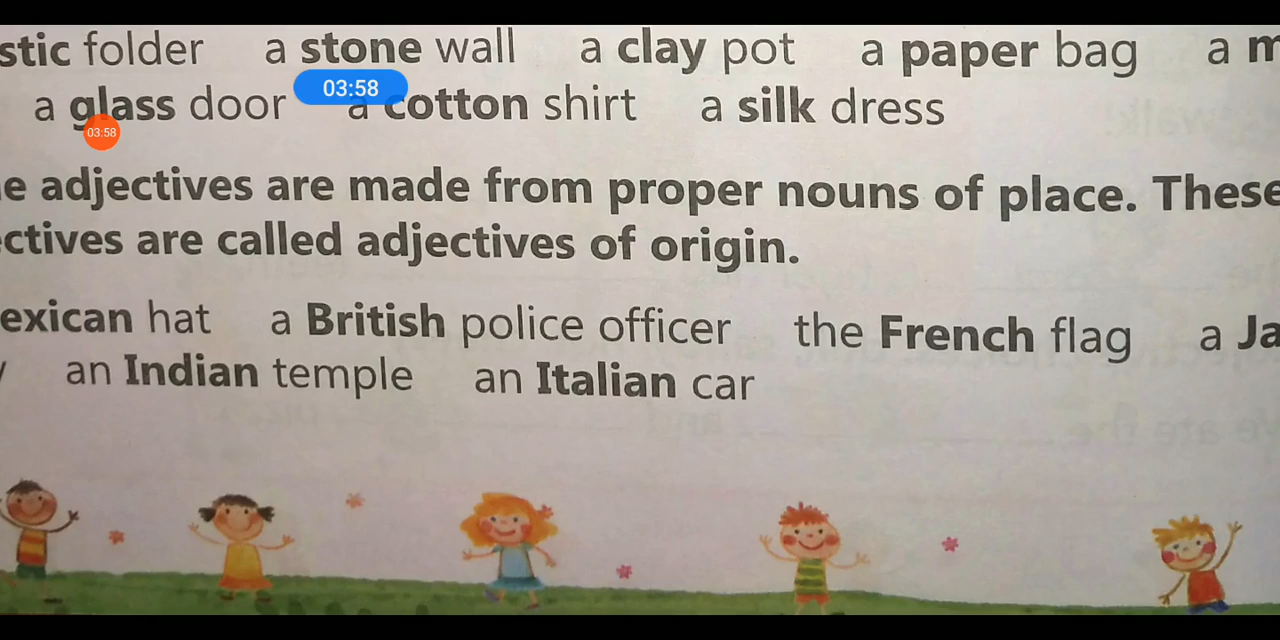 stic folder a stone wall a clay pot a paper bag a m
03:58
a glass door a cotton shirt a silk dress
03:58
e adjectives are made from proper nouns of place. These
ctives are called adjectives of origin.
exican hat a British police officer the French flag a Ja
an Indian temple an Italian car